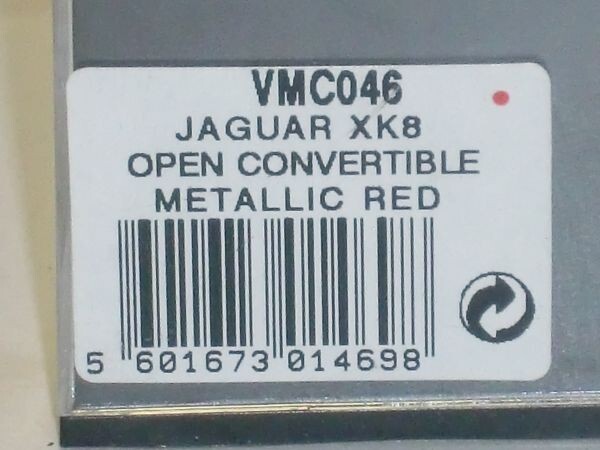 VMC046
JAGUAR XK8
OPEN CONVERTIBLE
METALLIC RED
5 601673 014698